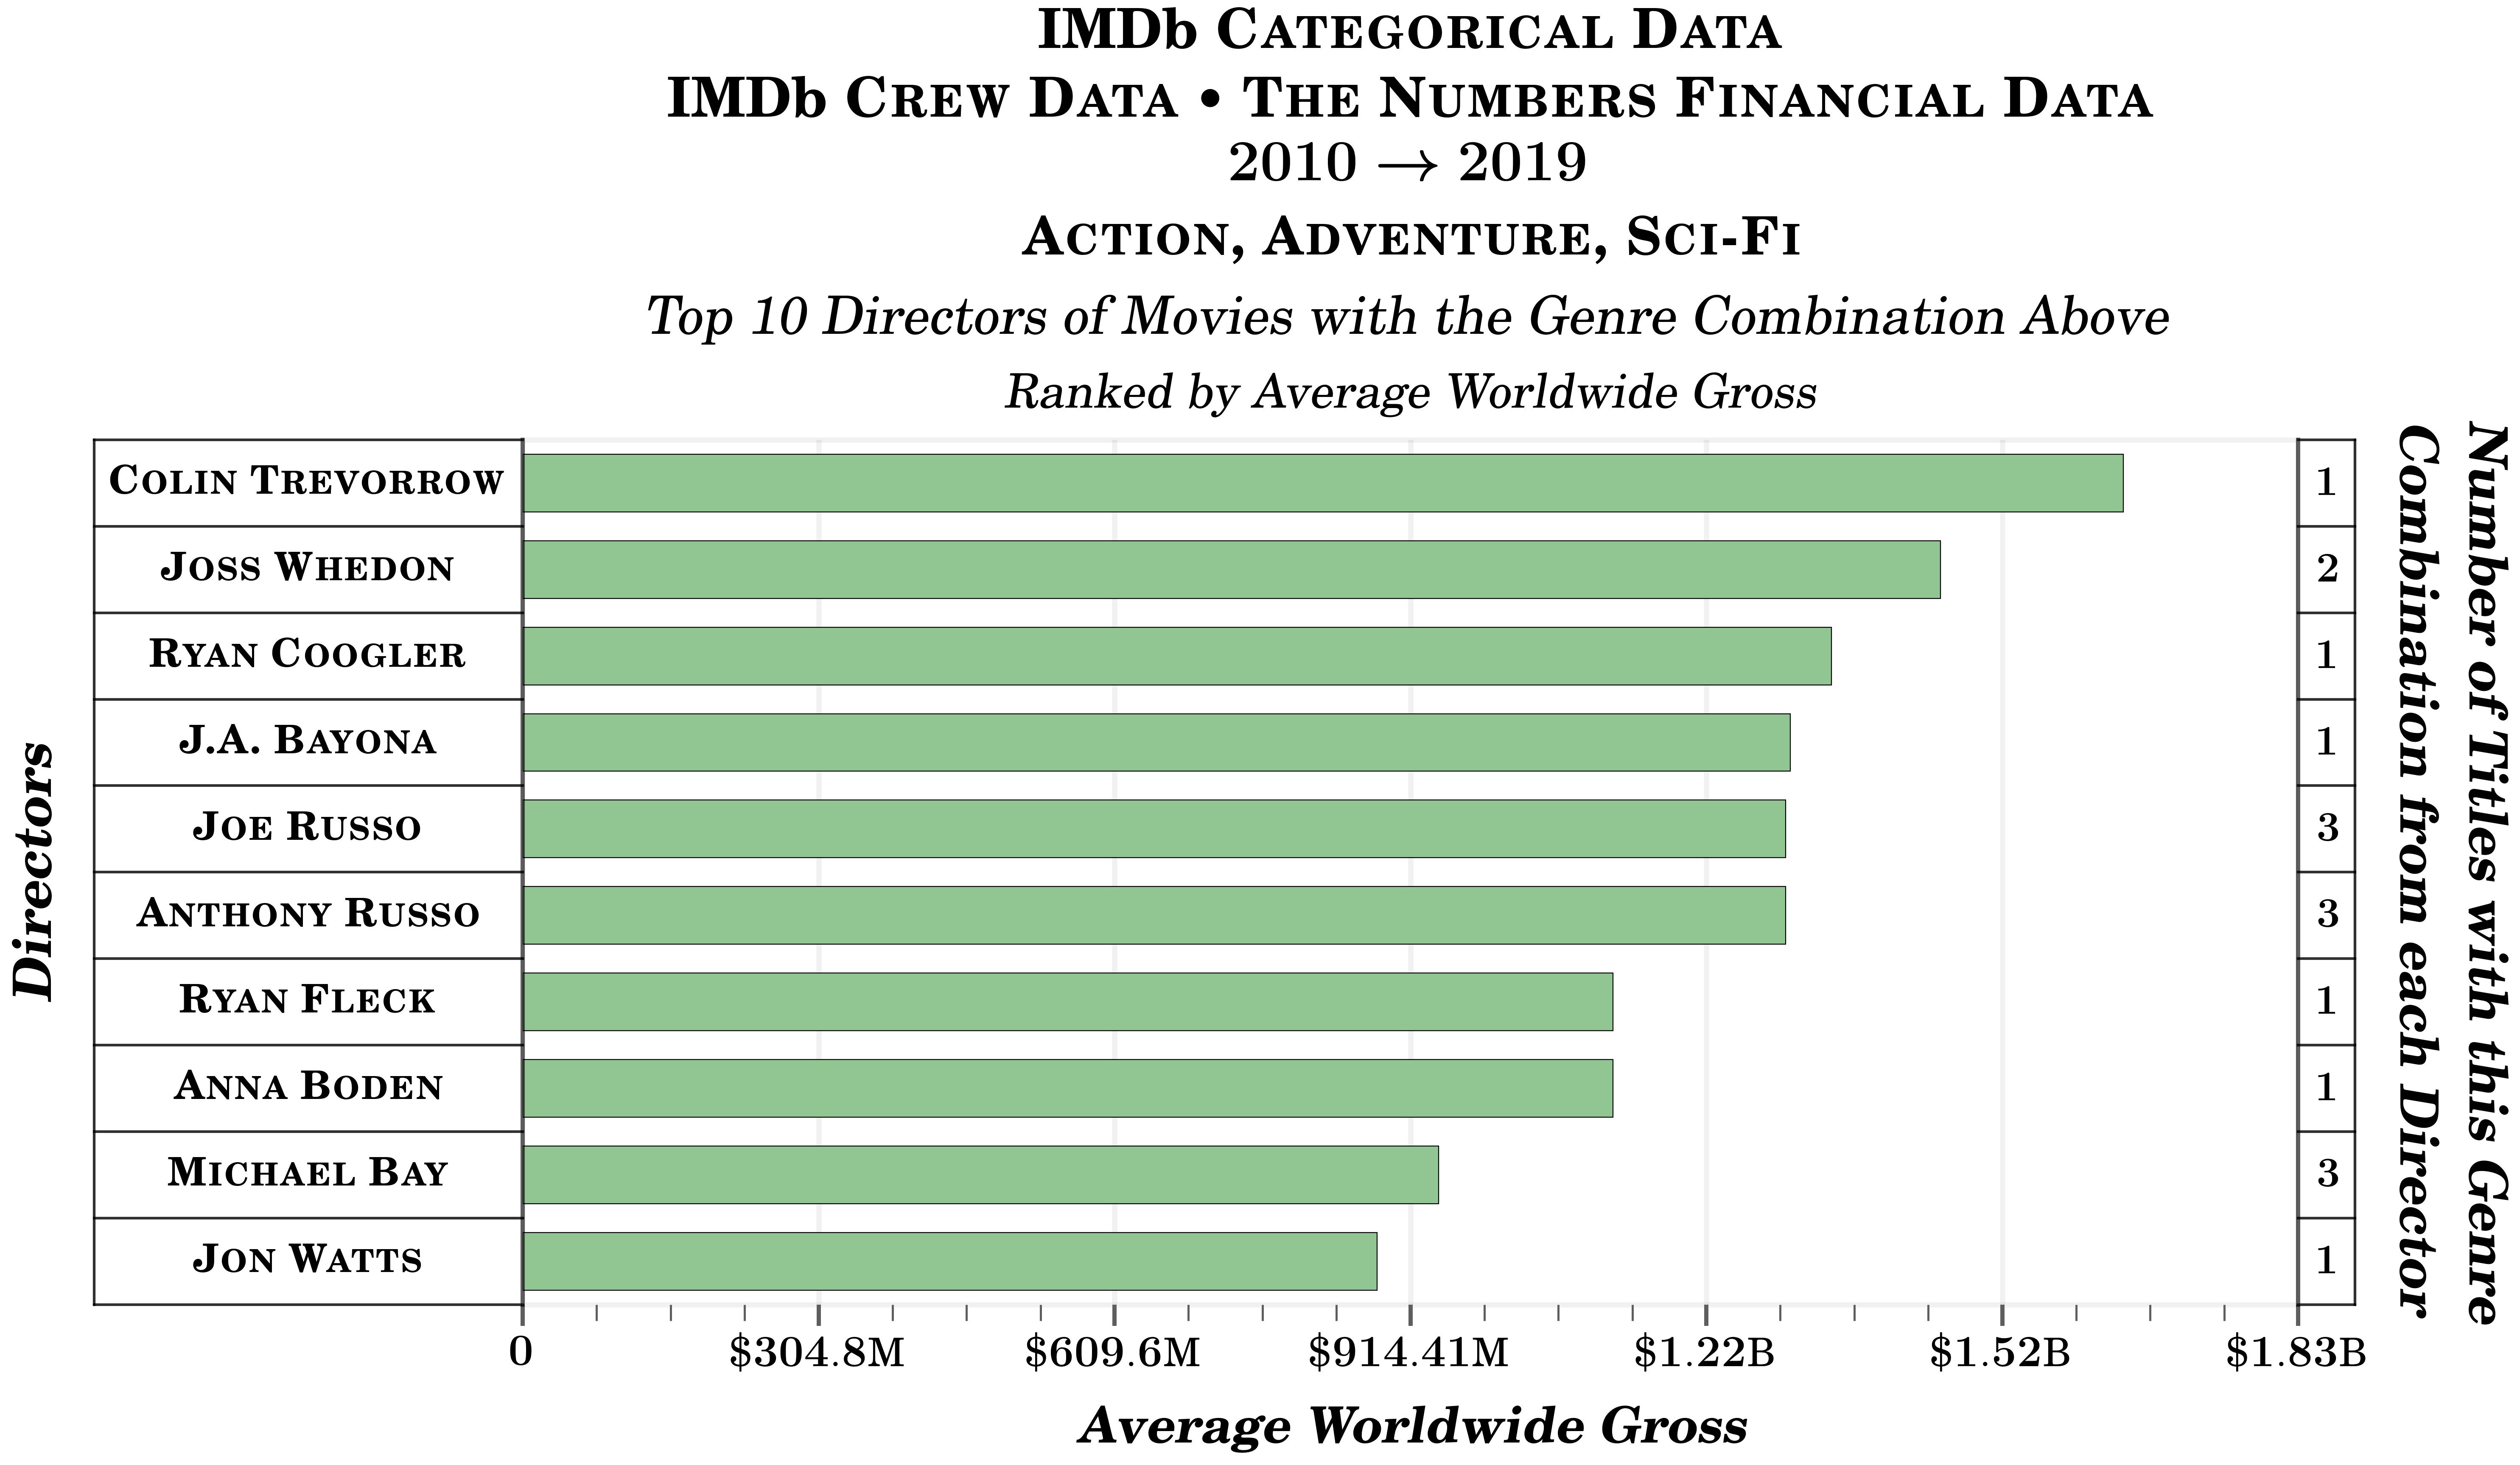 IMDb Categorical Data
IMDb Crew Data • The Numbers Financial Data
2010 → 2019
Action, Adventure, Sci-Fi
Top 10 Directors of Movies with the Genre Combination Above
Ranked by Average Worldwide Gross
Directors
Colin Trevorrow 1
Joss Whedon 2
Ryan Coogler 1
J.A. Bayona 1
Joe Russo 3
Anthony Russo 3
Ryan Fleck 1
Anna Boden 1
Michael Bay 3
Jon Watts 1
Number of Titles with this Genre
Combination from each Director
0 $304.8M $609.6M $914.41M $1.22B $1.52B $1.83B
Average Worldwide Gross